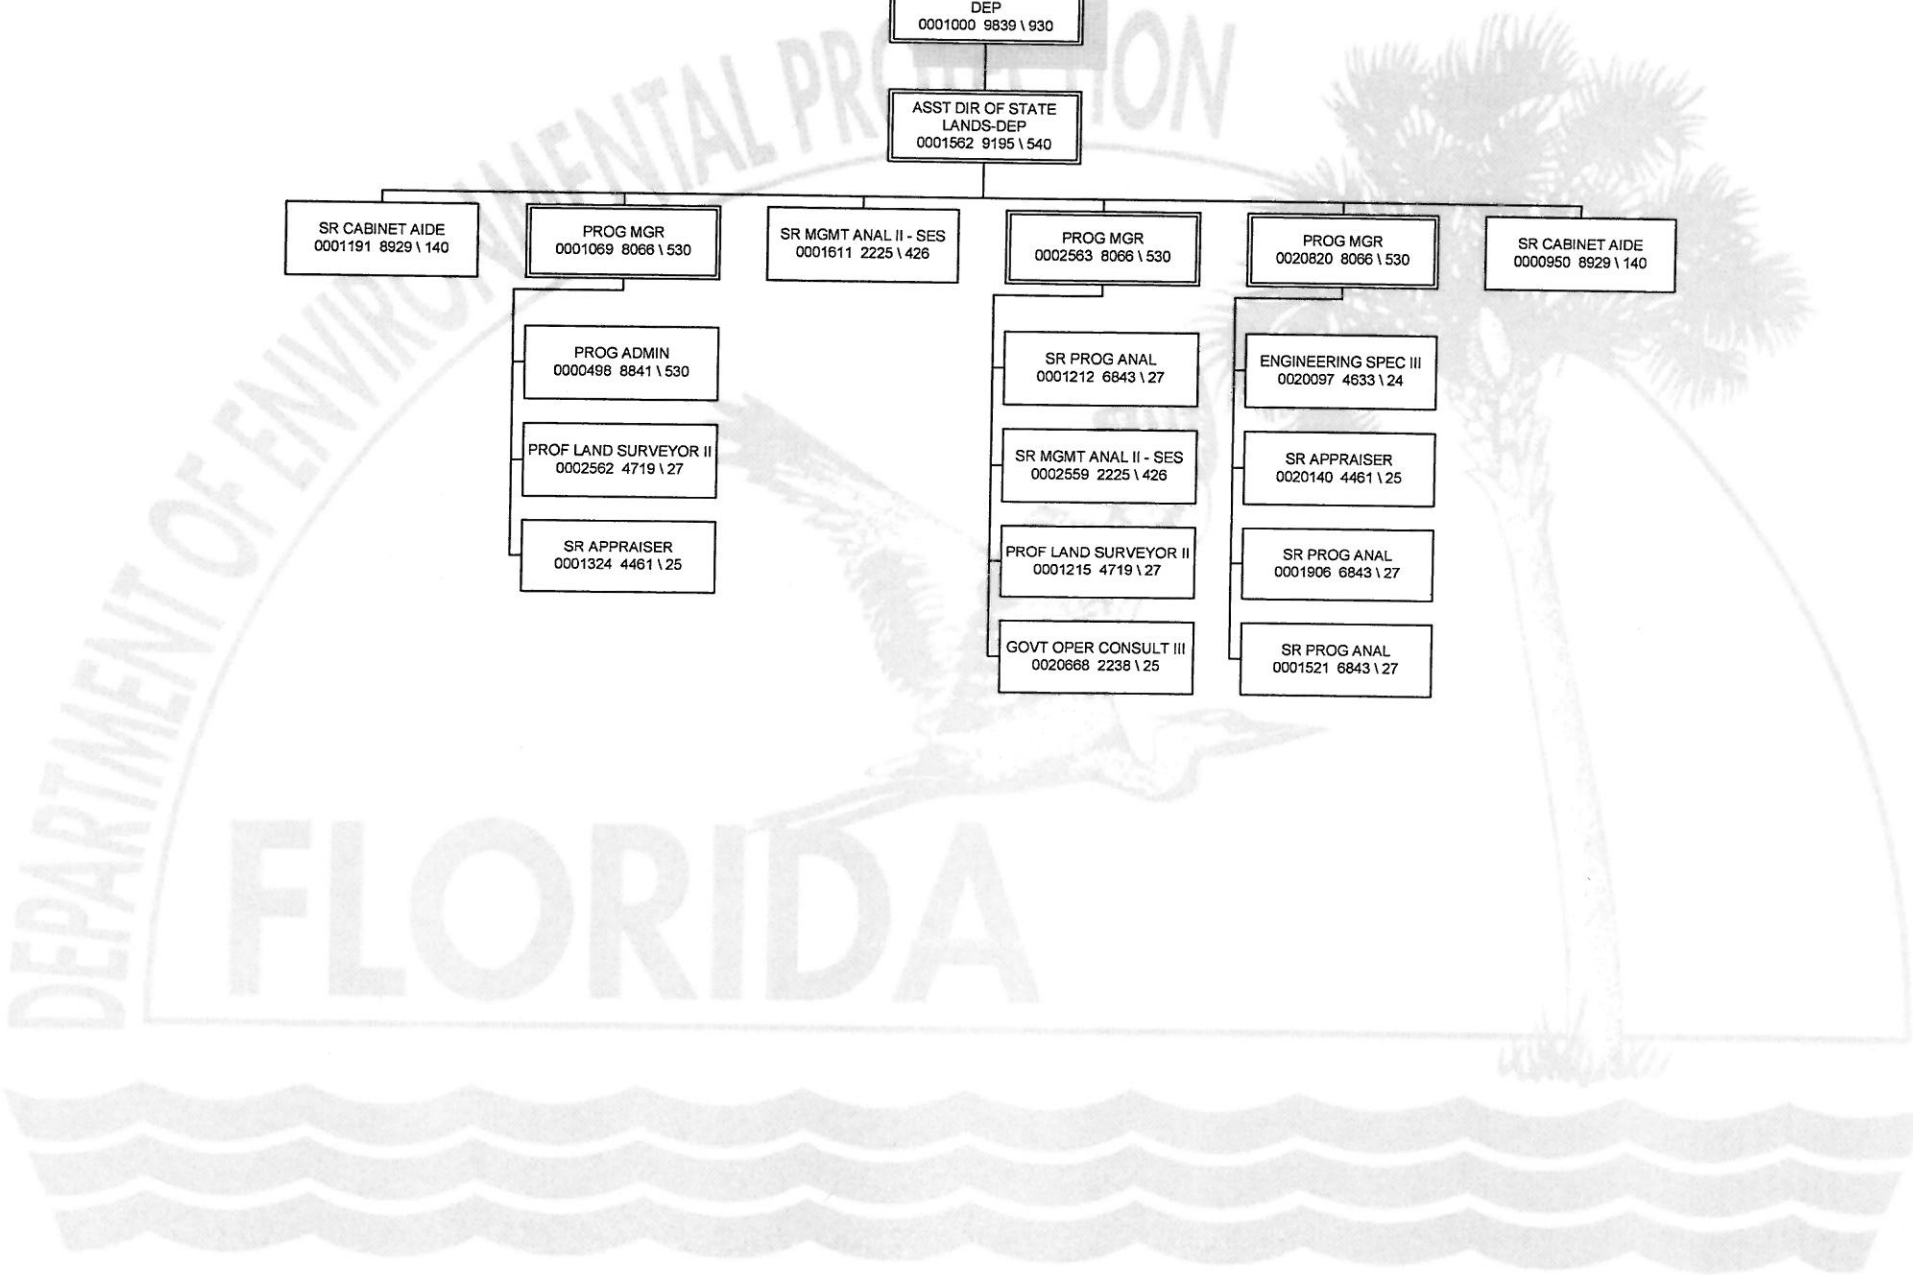 DEP
0001000 9839 \ 930
ASST DIR OF STATE
LANDS-DEP
0001562 9195 \ 540
SR CABINET AIDE
0001191 8929 \ 140
PROG MGR
0001069 8066 \ 530
SR MGMT ANAL II - SES
0001611 2225 \ 426
PROG MGR
0002563 8066 \ 530
PROG MGR
0020820 8066 \ 530
SR CABINET AIDE
0000950 8929 \ 140
PROG ADMIN
0000498 8841 \ 530
PROF LAND SURVEYOR II
0002562 4719 \ 27
SR APPRAISER
0001324 4461 \ 25
SR PROG ANAL
0001212 6843 \ 27
SR MGMT ANAL II - SES
0002559 2225 \ 426
PROF LAND SURVEYOR II
0001215 4719 \ 27
GOVT OPER CONSULT III
0020668 2238 \ 25
ENGINEERING SPEC III
0020097 4633 \ 24
SR APPRAISER
0020140 4461 \ 25
SR PROG ANAL
0001906 6843 \ 27
SR PROG ANAL
0001521 6843 \ 27
DEPARTMENT OF ENVIRONMENTAL PROTECTION
FLORIDA